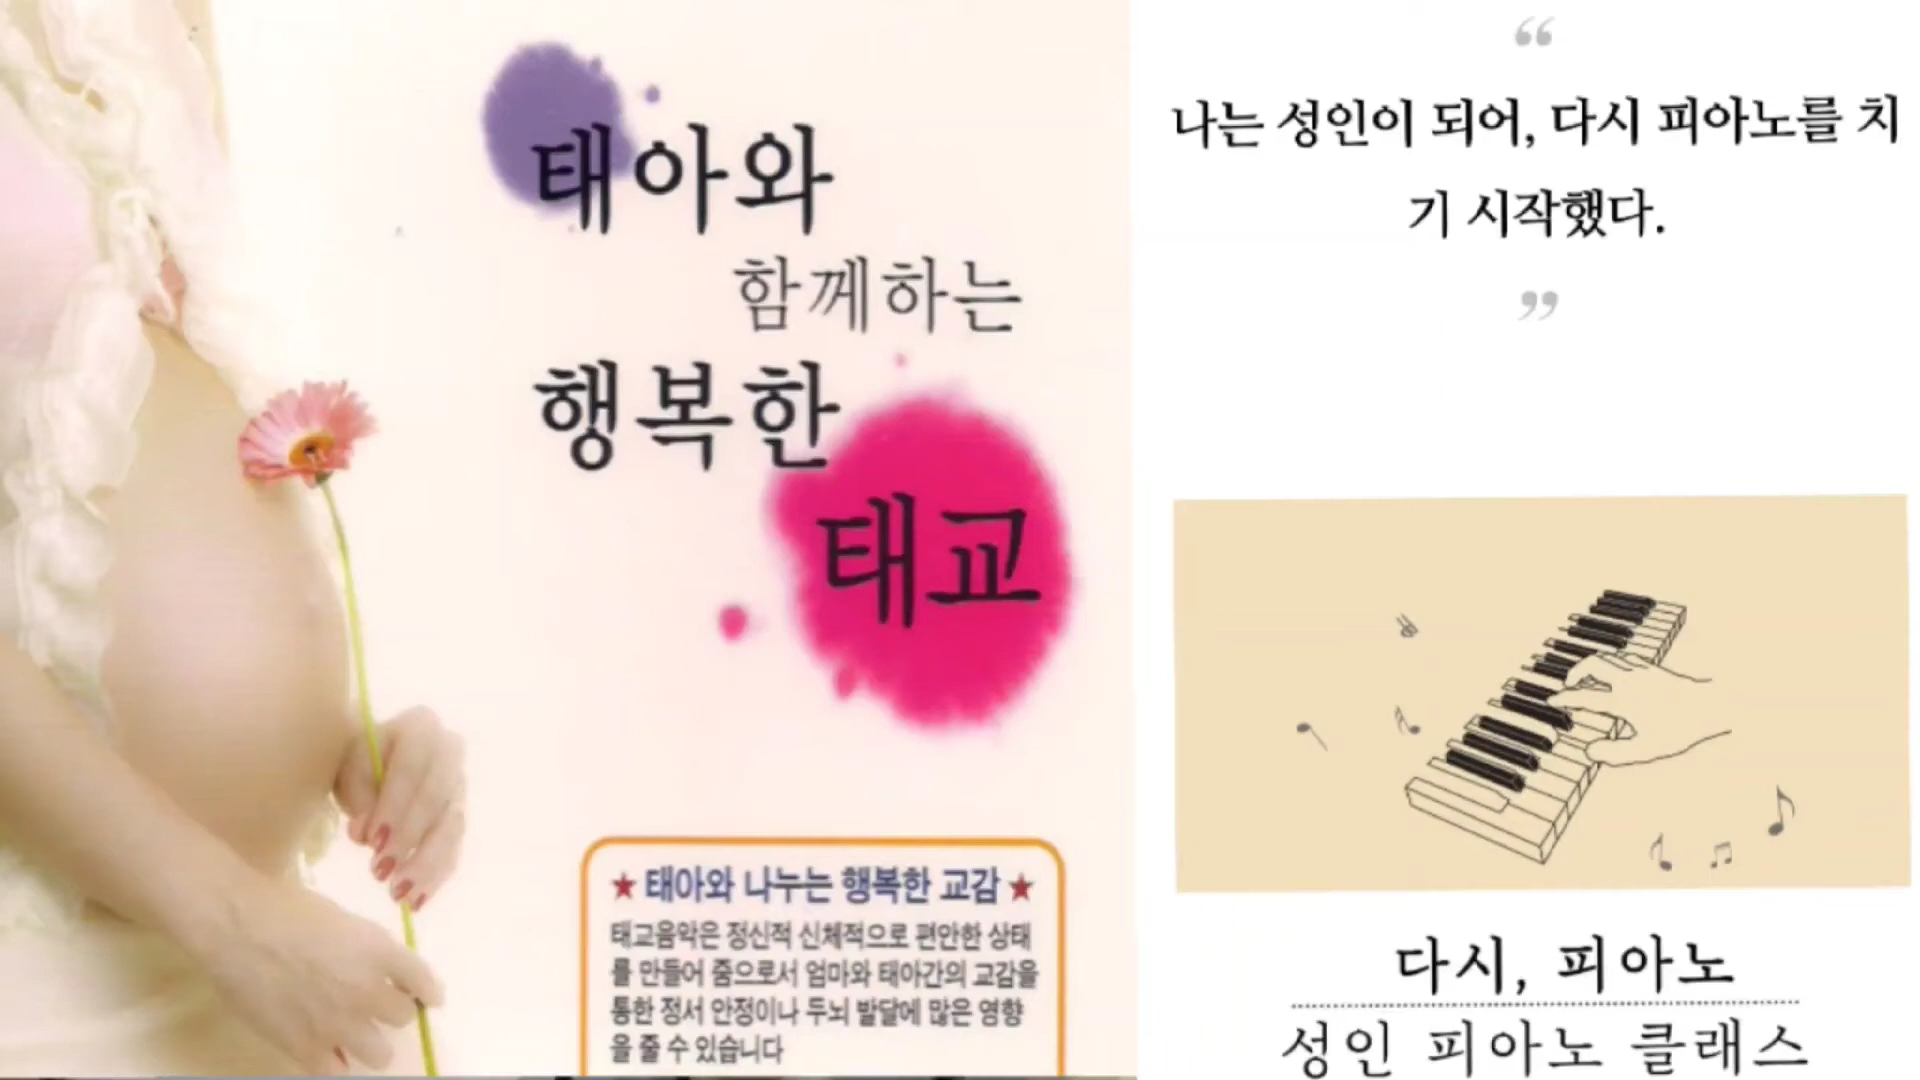 태아와
함께하는
행복한
태교
★ 태아와 나누는 행복한 교감 ★
태교음악은 정신적 신체적으로 편안한 상태
를 만들어 줌으로서 엄마와 태아간의 교감을
통한 정서 안정이나 두뇌 발달에 많은 영향
을 줄 수 있습니다
“
나는 성인이 되어, 다시 피아노를 치
기 시작했다.
”
다시, 피아노
성인 피아노 클래스